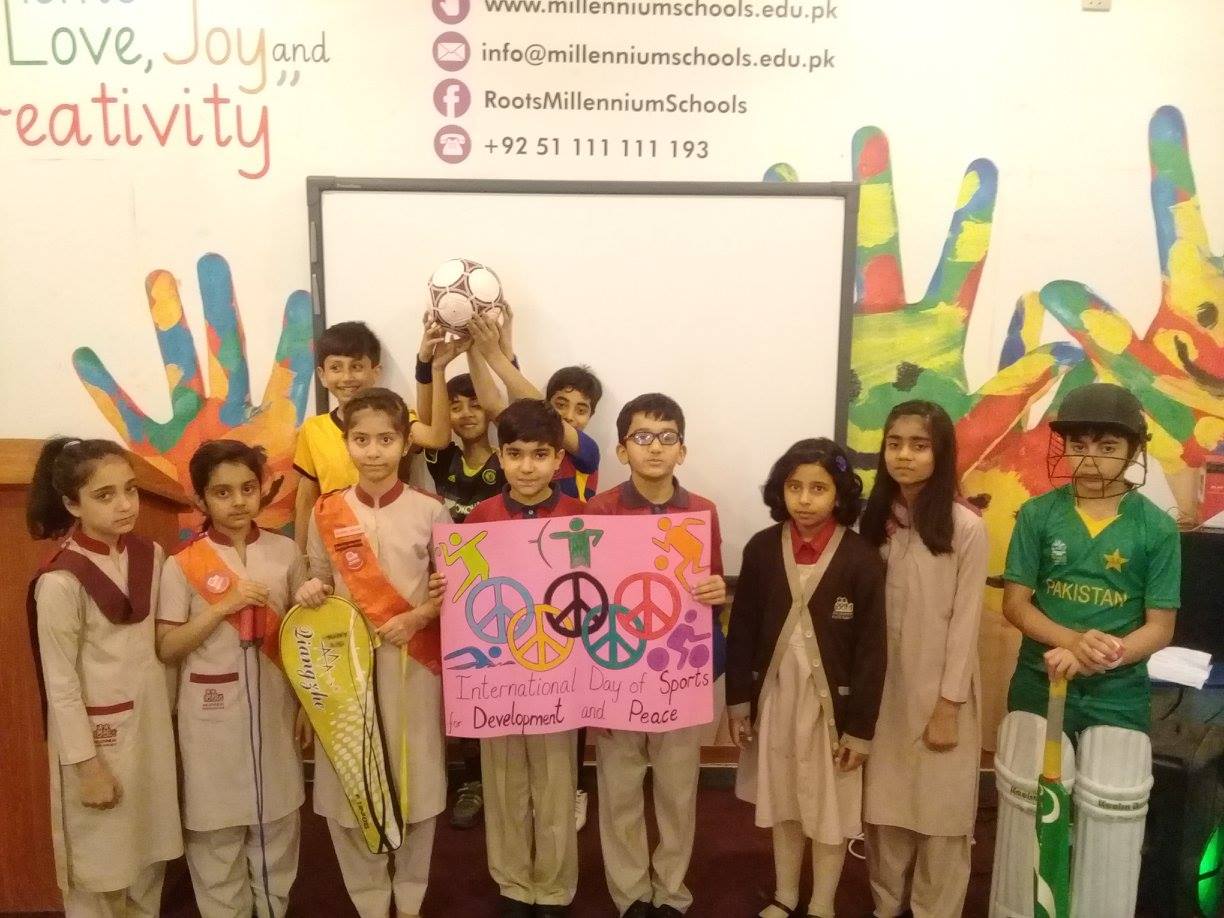 Love, Joy and
Creativity”
www.millenniumschools.edu.pk
info@millenniumschools.edu.pk
RootsMillenniumSchools
+92 51 111 111 193
International Day of Sports
for Development and Peace
PAKISTAN